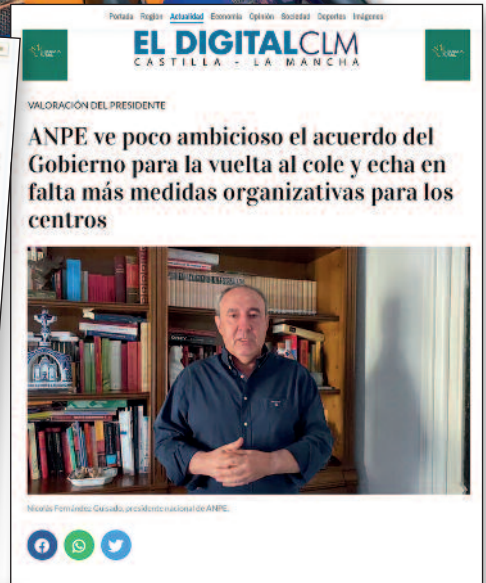 Portada Región Actualidad Economía Opinión Sociedad Deportes Imágenes
EL DIGITALCLM
CASTILLA - LA MANCHA
VALORACIÓN DEL PRESIDENTE
ANPE ve poco ambicioso el acuerdo del
Gobierno para la vuelta al cole y echa en
falta más medidas organizativas para los
centros
Nicolás Fernández Guisado, presidente nacional de ANPE.